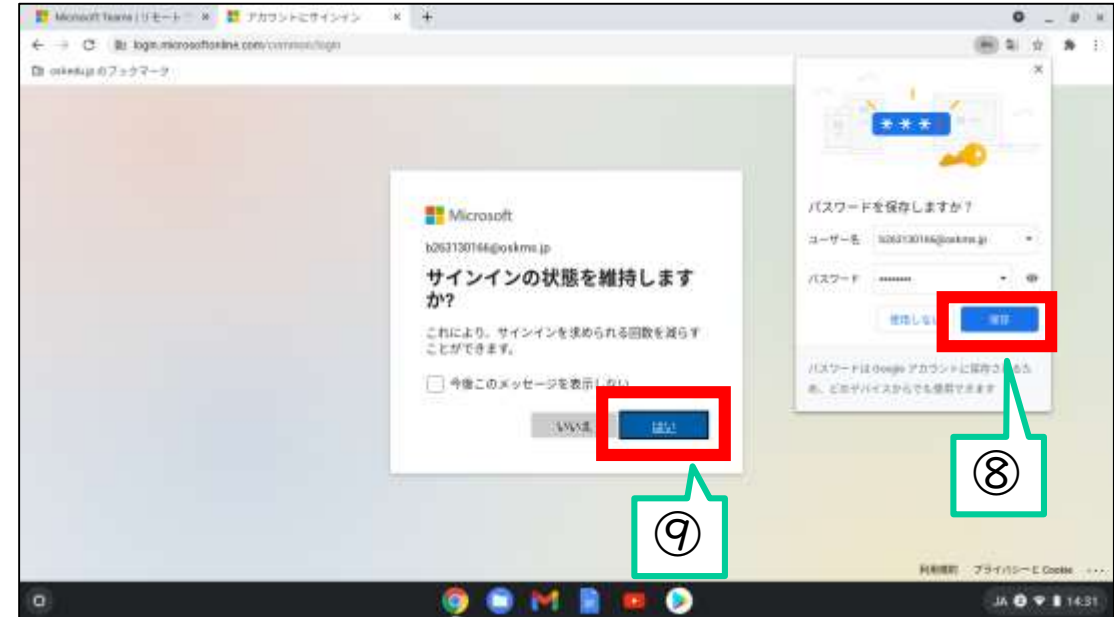 Microsoft Teams | リモート
アカウントにサインイン
login.microsoftonline.com/common/login
のブックマーク
***
パスワードを保存しますか?
ユーザー名
b263130166@oskms.jp
パスワード
使用しない
保存
パスワードは Google アカウントに保存されるた
め、どのデバイスからでも使用できます
Microsoft
b263130166@oskms.jp
サインインの状態を維持します
か?
これにより、サインインを求められる回数を減らす
ことができます。
今後このメッセージを表示しない
いいえ
はい
⑧
⑨
利用規約
プライバシーと Cookie
...
JA
14:31